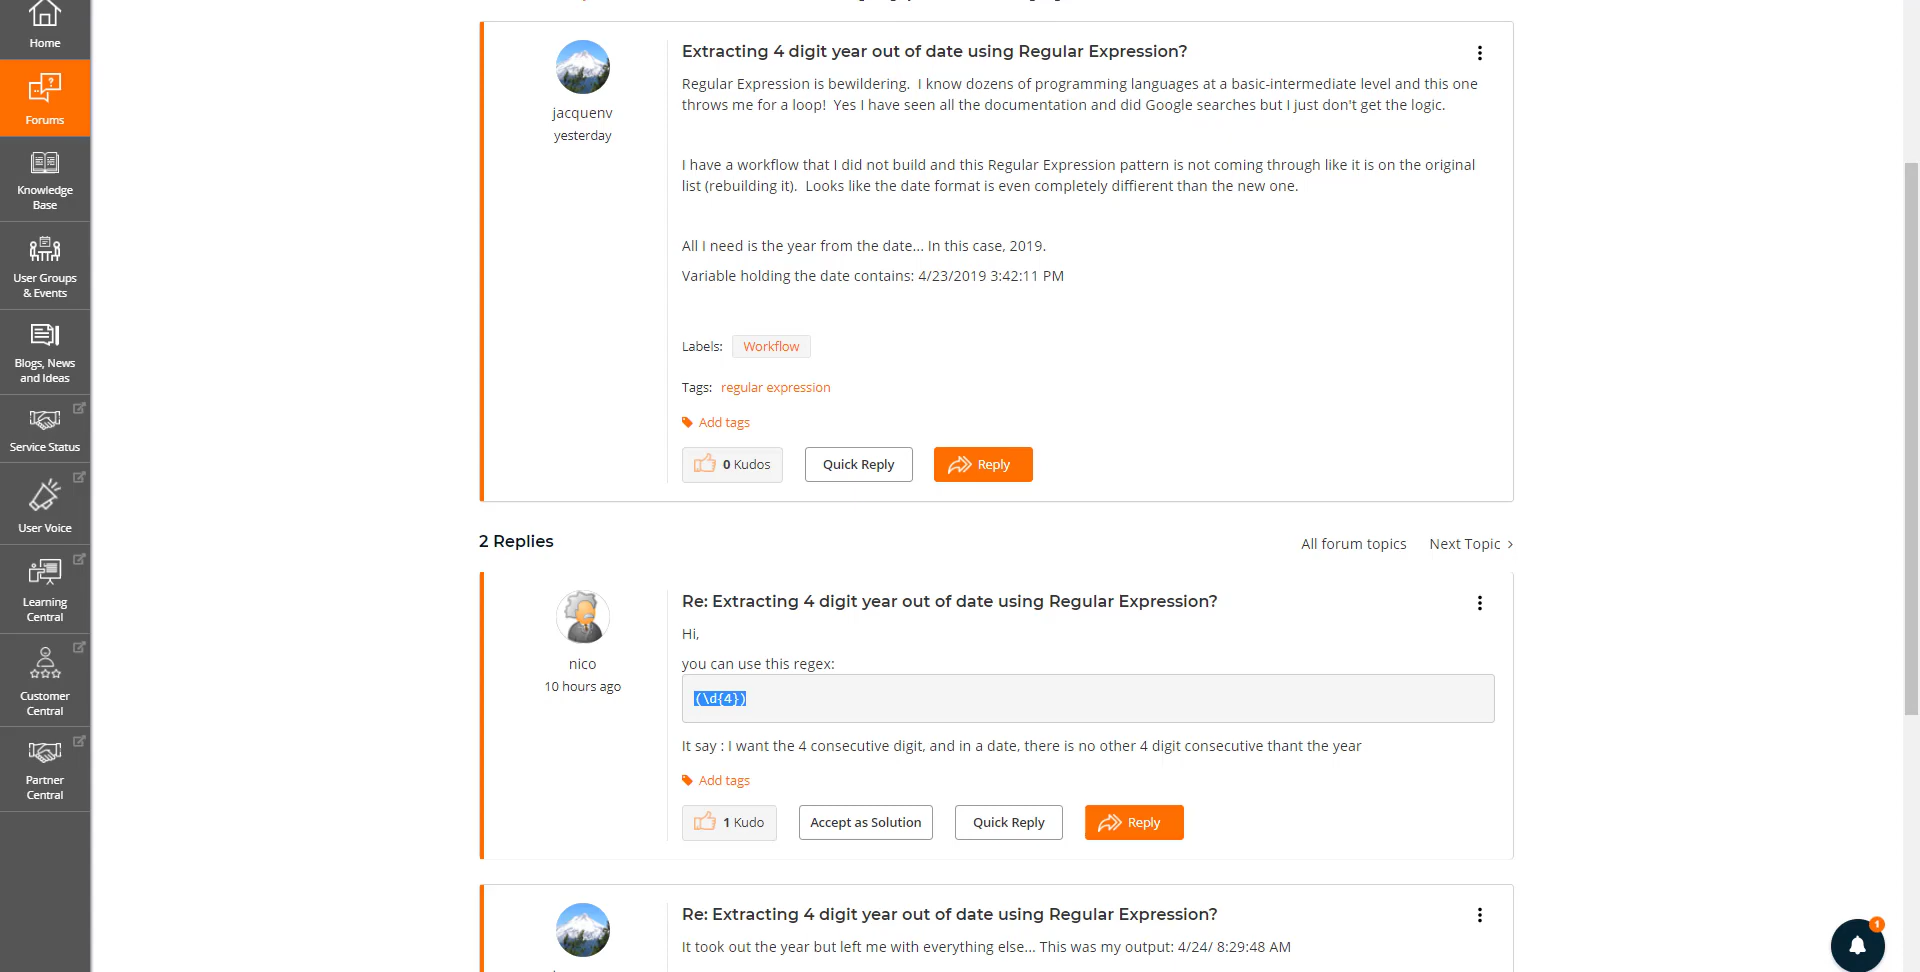 Home
Forums
Knowledge
Base
User Groups
& Events
Blogs, News
and Ideas
Service Status
User Voice
Learning
Central
Customer
Central
Partner
Central
Extracting 4 digit year out of date using Regular Expression?
jacquenv
yesterday
Regular Expression is bewildering.  I know dozens of programming languages at a basic-intermediate level and this one
throws me for a loop!  Yes I have seen all the documentation and did Google searches but I just don't get the logic.
I have a workflow that I did not build and this Regular Expression pattern is not coming through like it is on the original
list (rebuilding it).  Looks like the date format is even completely diffierent than the new one.
All I need is the year from the date... In this case, 2019.
Variable holding the date contains: 4/23/2019 3:42:11 PM
Labels: Workflow
Tags: regular expression
Add tags
0 Kudos
Quick Reply
Reply
2 Replies
All forum topics
Next Topic >
Re: Extracting 4 digit year out of date using Regular Expression?
nico
10 hours ago
Hi,
you can use this regex:
(\d{4})
It say : I want the 4 consecutive digit, and in a date, there is no other 4 digit consecutive thant the year
Add tags
1 Kudo
Accept as Solution
Quick Reply
Reply
Re: Extracting 4 digit year out of date using Regular Expression?
It took out the year but left me with everything else... This was my output: 4/24/ 8:29:48 AM
1